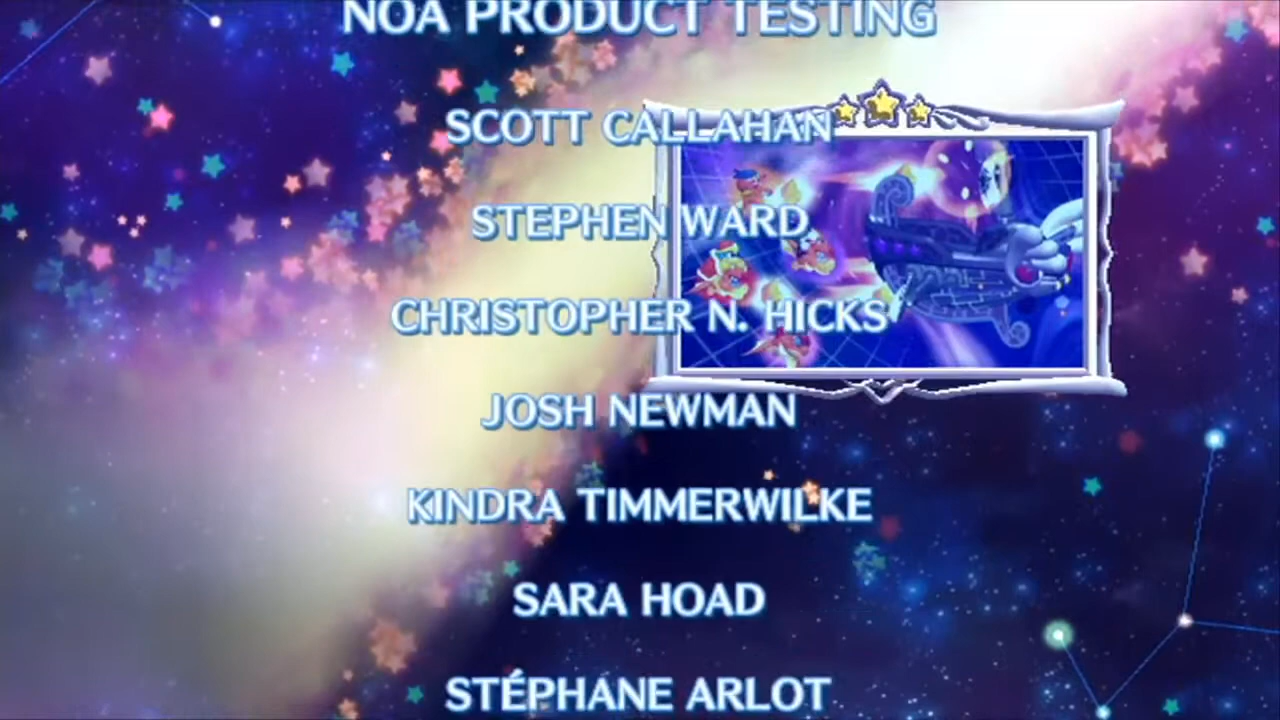 NOA PRODUCT TESTING
SCOTT CALLAHAN
STEPHEN WARD
CHRISTOPHER N. HICKS
JOSH NEWMAN
KINDRA TIMMERWILKE
SARA HOAD
STÉPHANE ARLOT